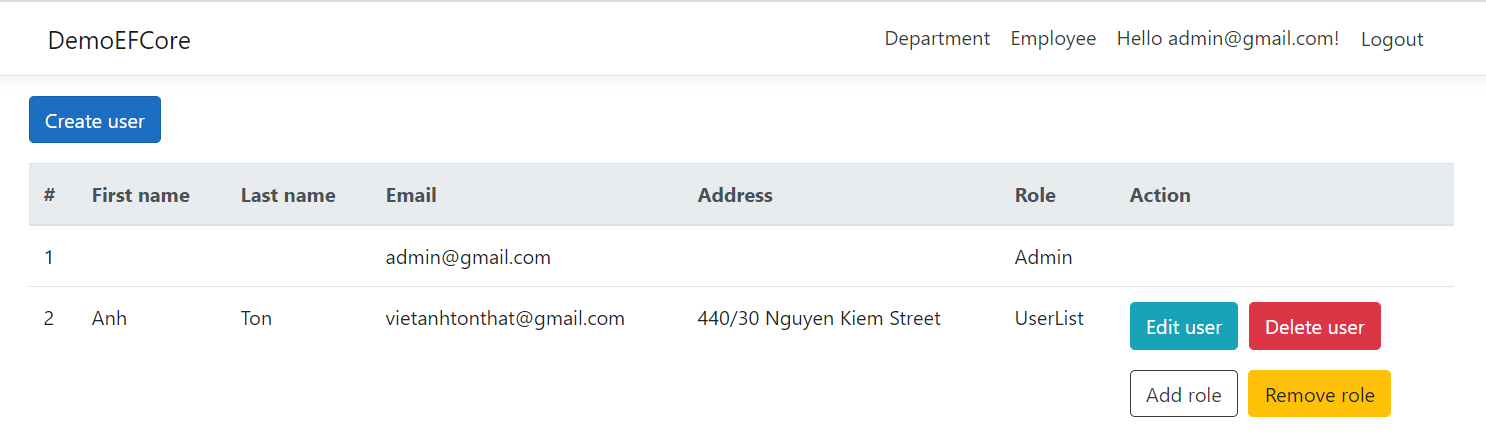 DemoEFCore Department Employee Hello admin@gmail.com! Logout
Create user
# First name Last name Email Address Role Action
1 admin@gmail.com Admin
2 Anh Ton vietanhtonthat@gmail.com 440/30 Nguyen Kiem Street UserList Edit user Delete user
Add role Remove role